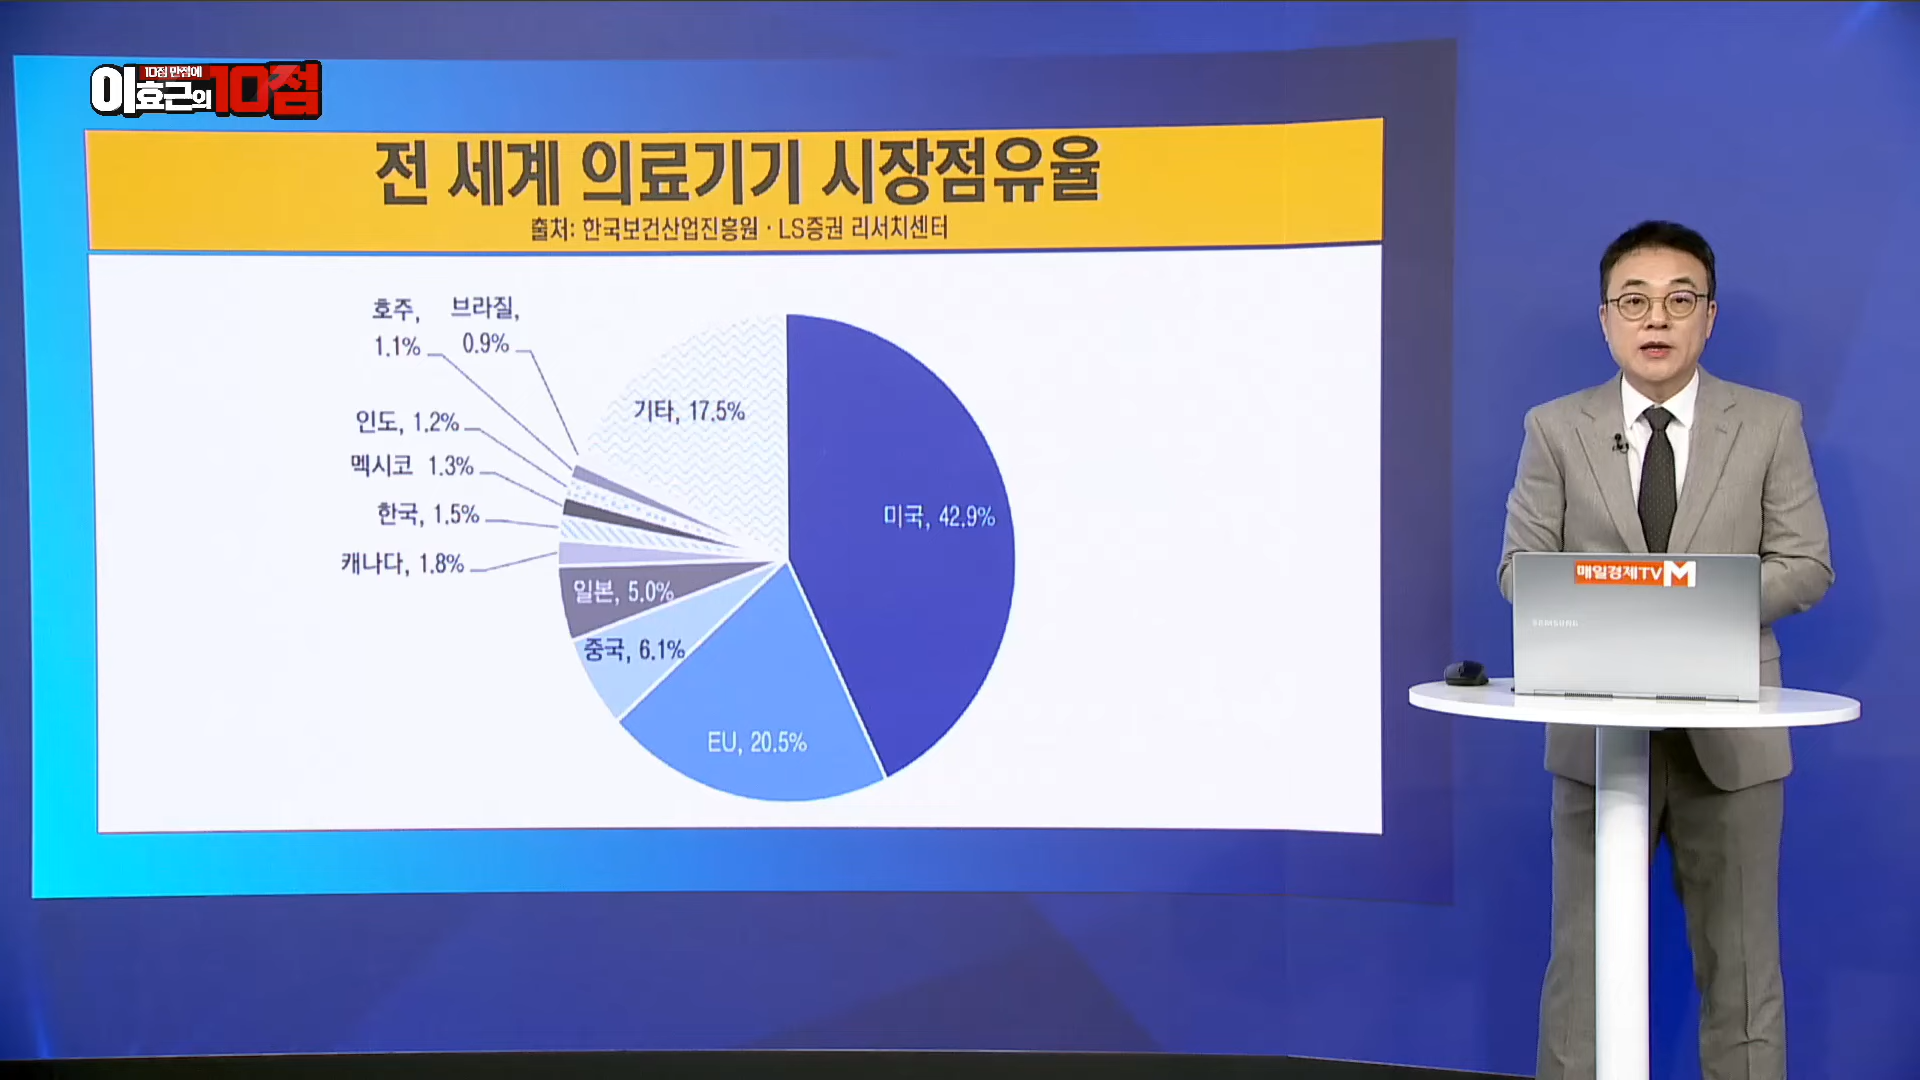 10점 만점에
이효근의10점
전 세계 의료기기 시장점유율
출처: 한국보건산업진흥원 · LS증권 리서치센터
호주,
1.1%
브라질,
0.9%
인도, 1.2%
멕시코 1.3%
한국, 1.5%
캐나다, 1.8%
일본, 5.0%
중국, 6.1%
EU, 20.5%
미국, 42.9%
기타, 17.5%
매일경제TV M
SAMSUNG